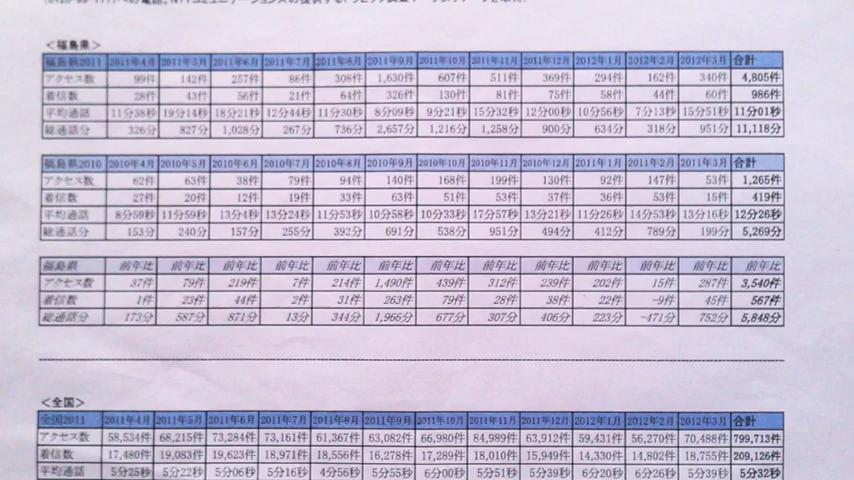 ＜福島県＞
福島県2011 2011年4月 2011年5月 2011年6月 2011年7月 2011年8月 2011年9月 2011年10月 2011年11月 2011年12月 2012年1月 2012年2月 2012年3月 合計
アクセス数 99件 142件 257件 86件 308件 1,630件 607件 511件 369件 294件 162件 340件 4,805件
着信数 28件 43件 56件 21件 64件 326件 130件 81件 75件 58件 44件 60件 986件
平均通話 11分38秒 19分14秒 18分21秒 12分44秒 11分30秒 8分09秒 9分21秒 15分32秒 12分00秒 10分56秒 7分13秒 15分51秒 11分01秒
総通話分 326分 827分 1,028分 267分 736分 2,657分 1,216分 1,258分 900分 634分 318分 951分 11,118分
福島県2010 2010年4月 2010年5月 2010年6月 2010年7月 2010年8月 2010年9月 2010年10月 2010年11月 2010年12月 2011年1月 2011年2月 2011年3月 合計
アクセス数 62件 63件 38件 79件 94件 140件 168件 199件 130件 92件 147件 53件 1,265件
着信数 27件 20件 12件 19件 33件 63件 51件 53件 37件 36件 53件 15件 419件
平均通話 8分59秒 11分59秒 13分4秒 13分24秒 11分53秒 10分58秒 10分33秒 17分57秒 13分21秒 11分26秒 14分53秒 13分16秒 12分26秒
総通話分 153分 240分 157分 255分 392分 691分 538分 951分 494分 412分 789分 199分 5,269分
福島県 前年比 前年比 前年比 前年比 前年比 前年比 前年比 前年比 前年比 前年比 前年比 前年比 前年比
アクセス数 37件 79件 219件 7件 214件 1,490件 439件 312件 239件 202件 15件 287件 3,540件
着信数 1件 23件 44件 2件 31件 263件 79件 28件 38件 22件 -9件 45件 567件
総通話分 173分 587分 871分 13分 344分 1,966分 677分 307分 406分 223分 -471分 752分 5,848分
＜全国＞
全国2011 2011年4月 2011年5月 2011年6月 2011年7月 2011年8月 2011年9月 2011年10月 2011年11月 2011年12月 2012年1月 2012年2月 2012年3月 合計
アクセス数 58,534件 68,215件 73,284件 73,161件 61,367件 63,082件 66,980件 84,989件 63,912件 59,431件 56,270件 70,488件 799,713件
着信数 17,480件 19,083件 19,623件 18,971件 18,556件 16,278件 17,289件 18,010件 15,949件 14,330件 14,802件 18,755件 209,126件
平均通話 5分25秒 5分22秒 5分06秒 5分16秒 4分56秒 5分55秒 6分00秒 5分51秒 5分39秒 6分20秒 6分26秒 5分39秒 5分32秒